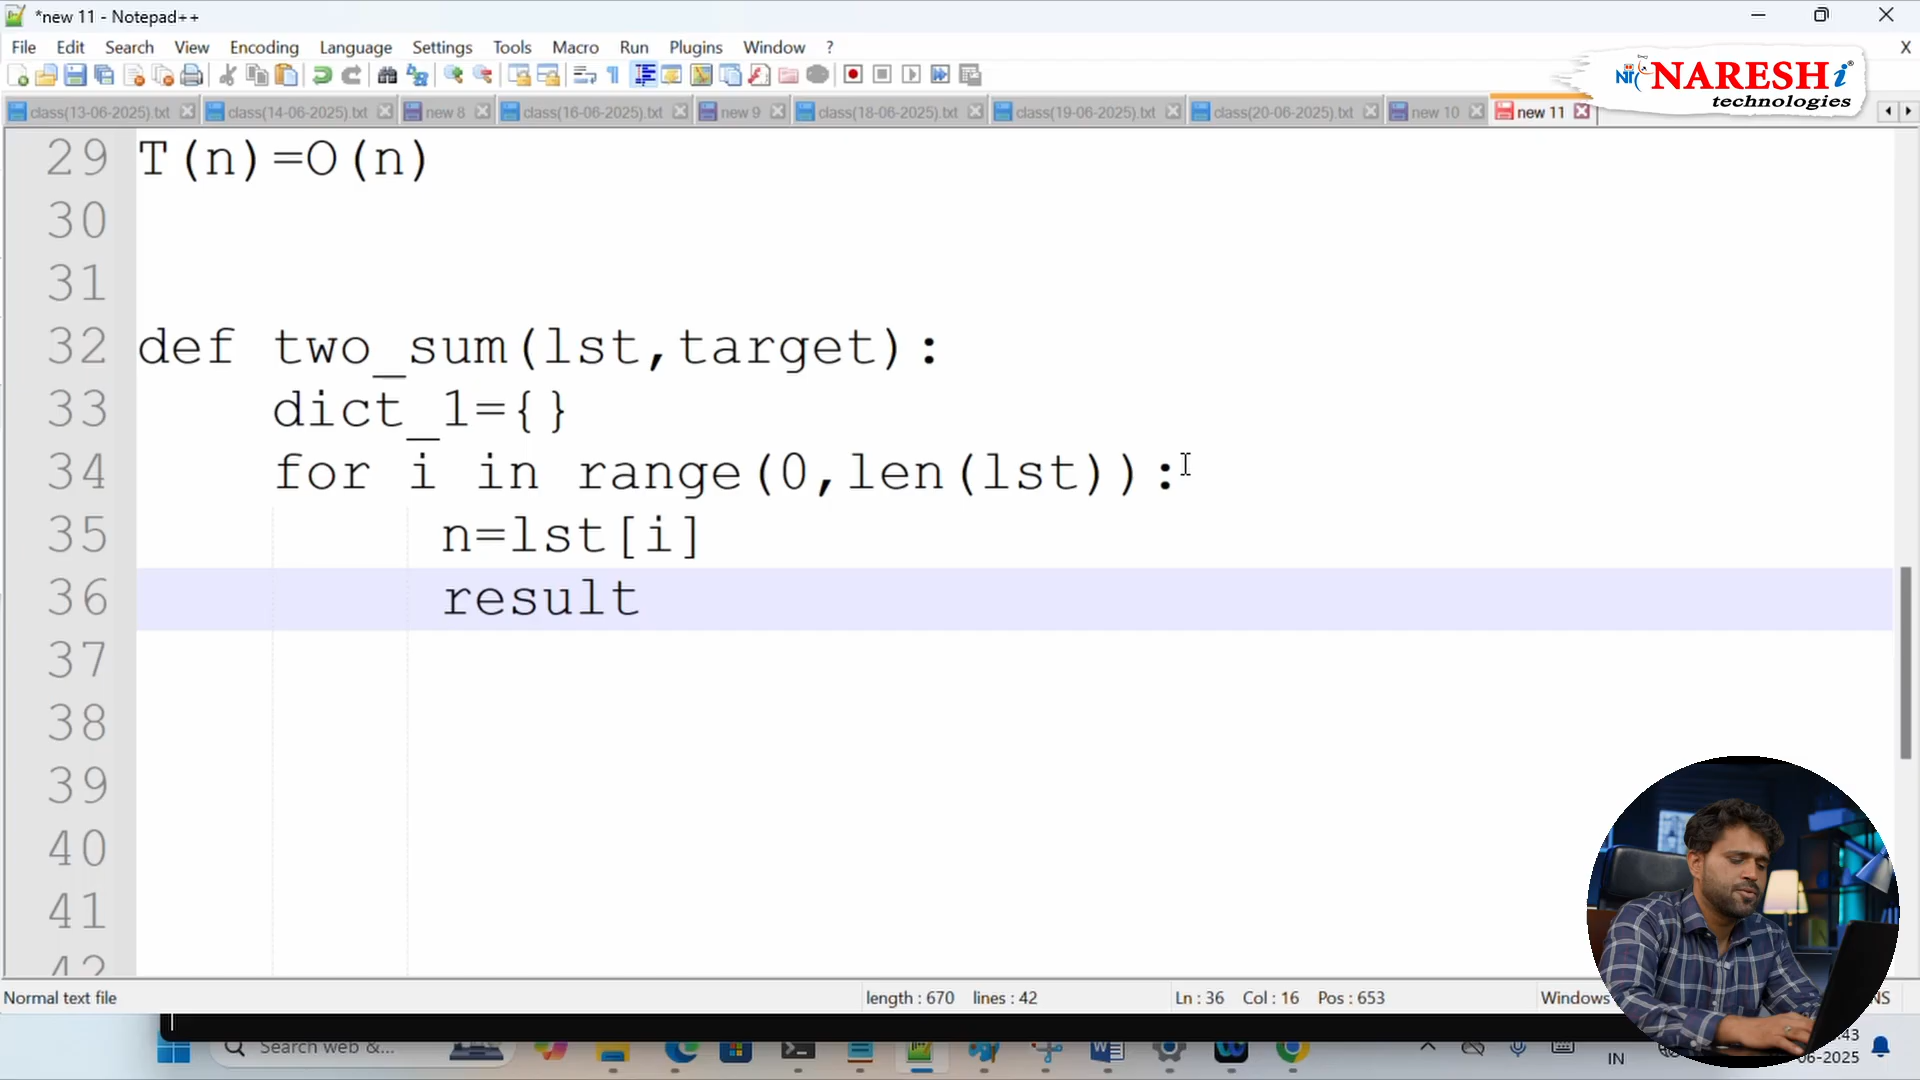 *new 11 - Notepad++
File Edit Search View Encoding Language Settings Tools Macro Run Plugins Window ? X
NARESH i
technologies
class(13-06-2025).txt class(14-06-2025).txt new 8 class(16-06-2025).txt new 9 class(18-06-2025).txt class(19-06-2025).txt class(20-06-2025).txt new 10 new 11
29 T(n)=O(n)
30
31
32 def two_sum(lst,target):
33 dict_1={}
34 for i in range(0,len(lst)):
35 n=lst[i]
36 result
37
38
39
40
41
42
Normal text file length : 670 lines : 42 Ln : 36 Col : 16 Pos : 653 Windows
Search web &... IN